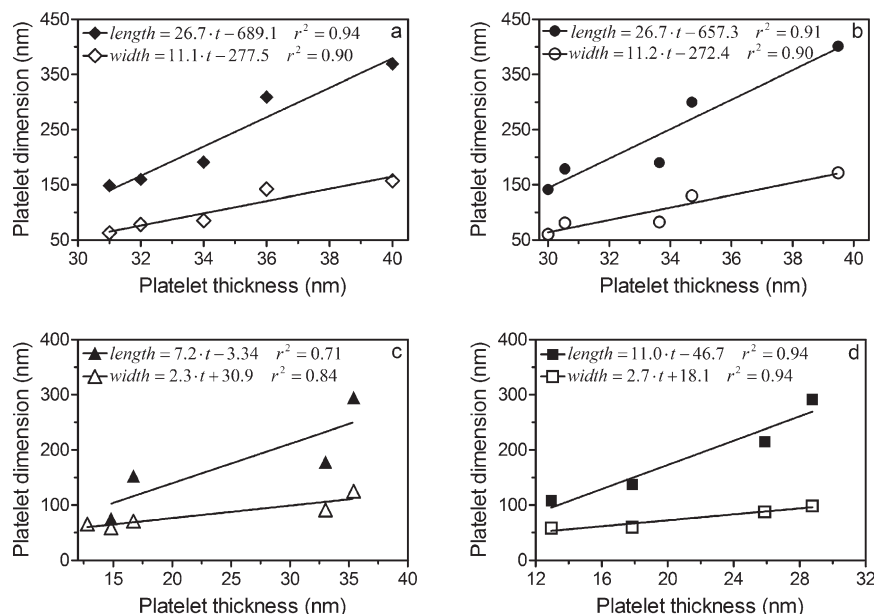 a
length = 26.7·t − 689.1 r² = 0.94
width = 11.1·t − 277.5 r² = 0.90
Platelet dimension (nm)
450
350
250
150
50
30 32 34 36 38 40
Platelet thickness (nm)
b
length = 26.7·t − 657.3 r² = 0.91
width = 11.2·t − 272.4 r² = 0.90
Platelet dimension (nm)
450
350
250
150
50
30 32 34 36 38 40
Platelet thickness (nm)
c
length = 7.2·t − 3.34 r² = 0.71
width = 2.3·t + 30.9 r² = 0.84
Platelet dimension (nm)
400
300
200
100
0
15 20 25 30 35 40
Platelet thickness (nm)
d
length = 11.0·t − 46.7 r² = 0.94
width = 2.7·t + 18.1 r² = 0.94
Platelet dimension (nm)
400
300
200
100
0
12 16 20 24 28 32
Platelet thickness (nm)